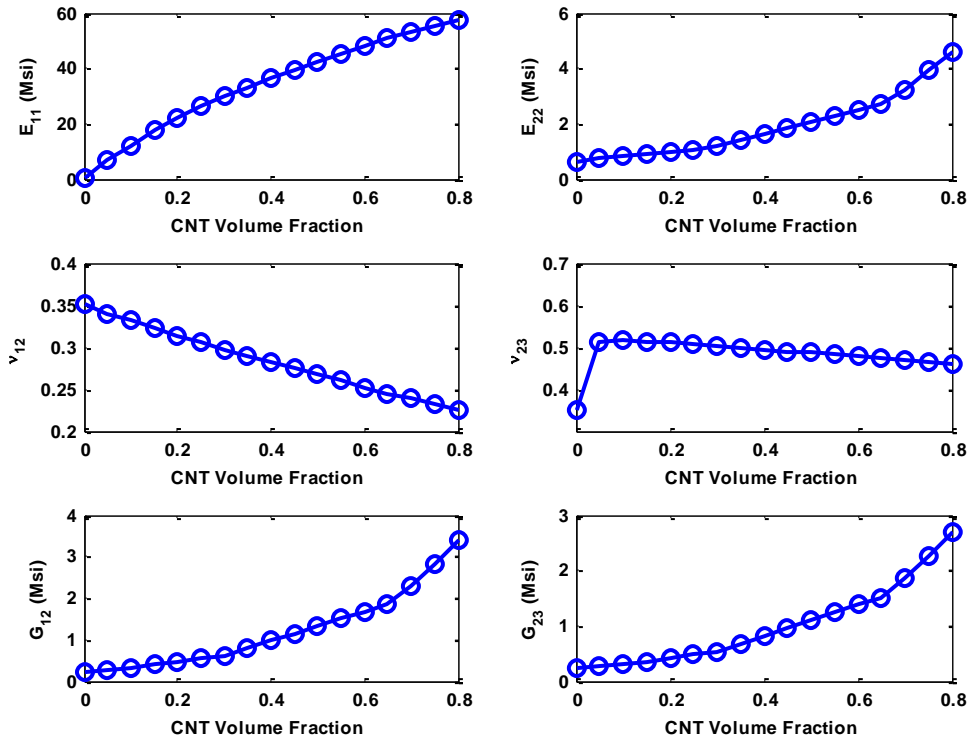 60
40
20
0
E11 (Msi)
0 0.2 0.4 0.6 0.8
CNT Volume Fraction
6
4
2
0
E22 (Msi)
0 0.2 0.4 0.6 0.8
CNT Volume Fraction
0.4
0.35
0.3
0.25
0.2
ν12
0 0.2 0.4 0.6 0.8
CNT Volume Fraction
0.7
0.6
0.5
0.4
ν23
0 0.2 0.4 0.6 0.8
CNT Volume Fraction
4
3
2
1
0
G12 (Msi)
0 0.2 0.4 0.6 0.8
CNT Volume Fraction
3
2
1
0
G23 (Msi)
0 0.2 0.4 0.6 0.8
CNT Volume Fraction